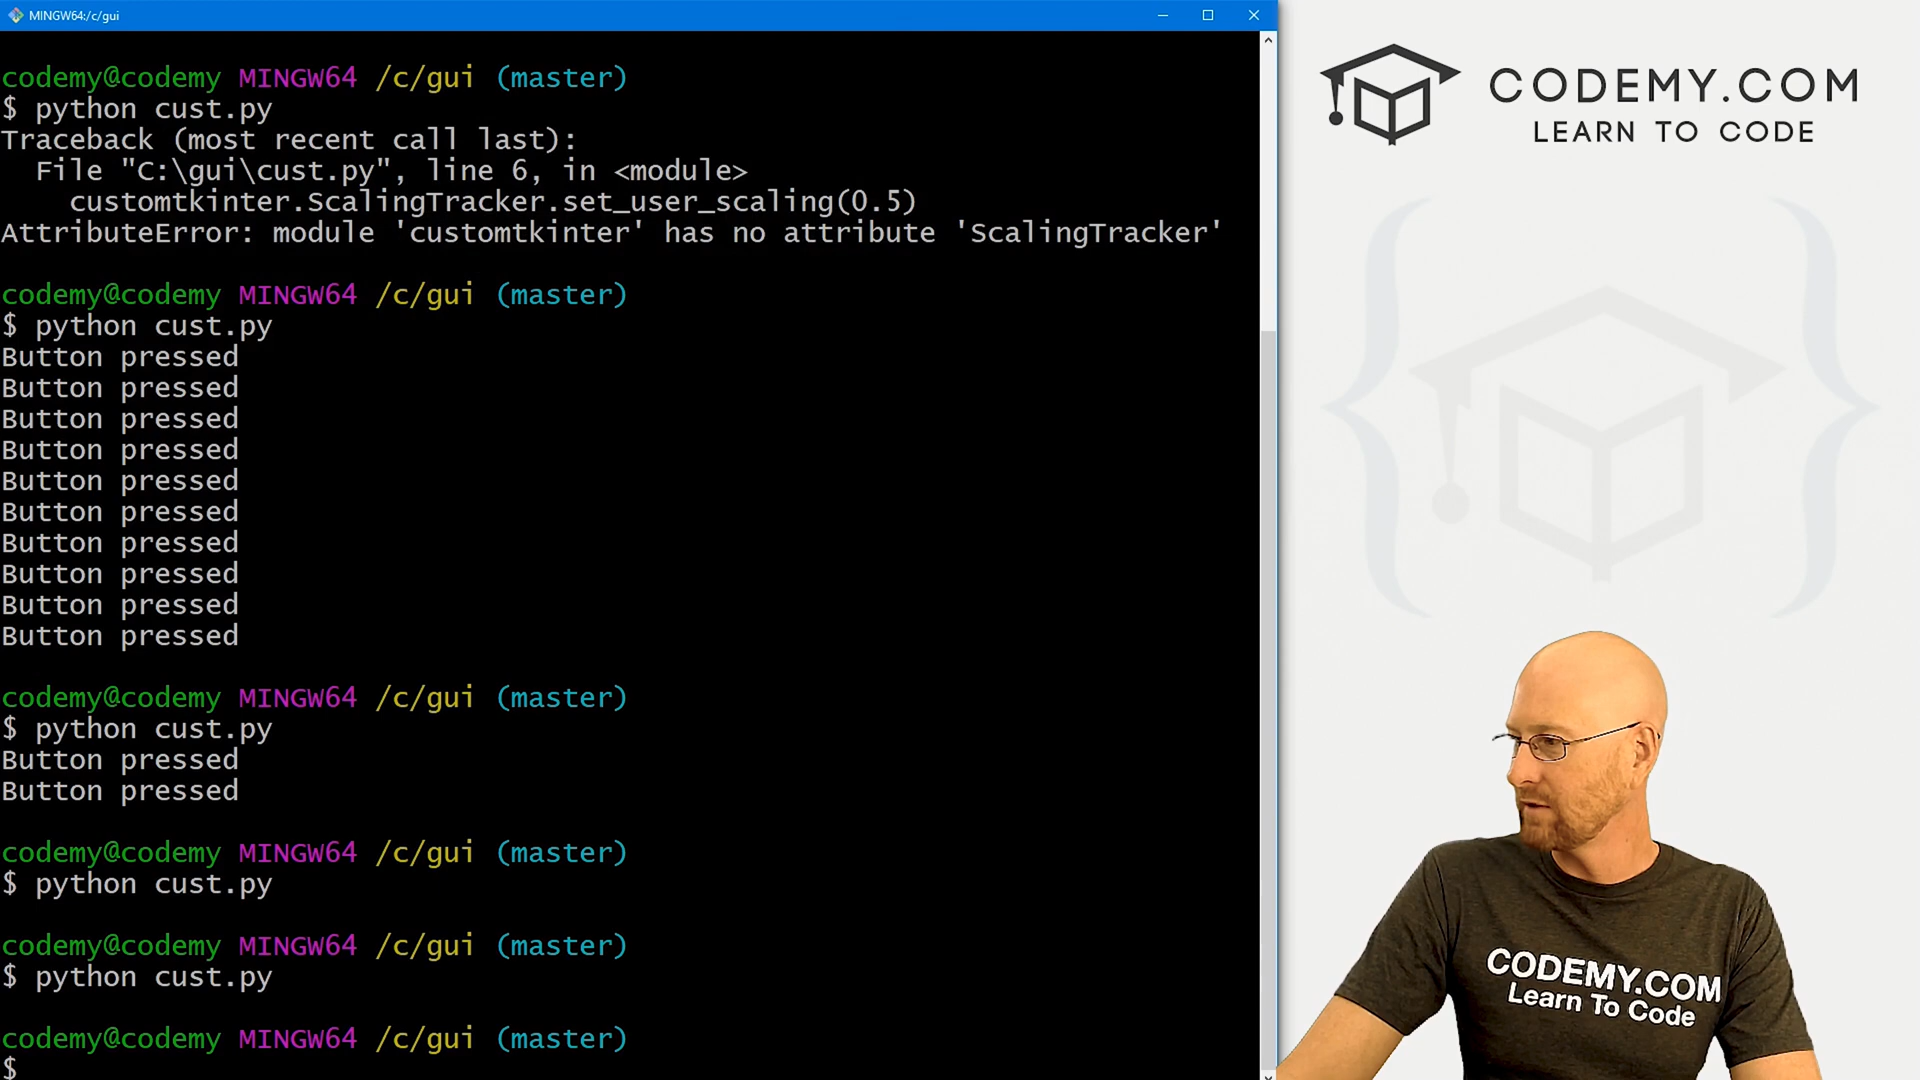 MINGW64:/c/gui
codemy@codemy MINGW64 /c/gui (master)
$ python cust.py
Traceback (most recent call last):
  File "C:\gui\cust.py", line 6, in <module>
    customtkinter.ScalingTracker.set_user_scaling(0.5)
AttributeError: module 'customtkinter' has no attribute 'ScalingTracker'
codemy@codemy MINGW64 /c/gui (master)
$ python cust.py
Button pressed
Button pressed
Button pressed
Button pressed
Button pressed
Button pressed
Button pressed
Button pressed
Button pressed
Button pressed
codemy@codemy MINGW64 /c/gui (master)
$ python cust.py
Button pressed
Button pressed
codemy@codemy MINGW64 /c/gui (master)
$ python cust.py
codemy@codemy MINGW64 /c/gui (master)
$ python cust.py
codemy@codemy MINGW64 /c/gui (master)
$
CODEMY.COM
LEARN TO CODE
CODEMY.COM
Learn To Code